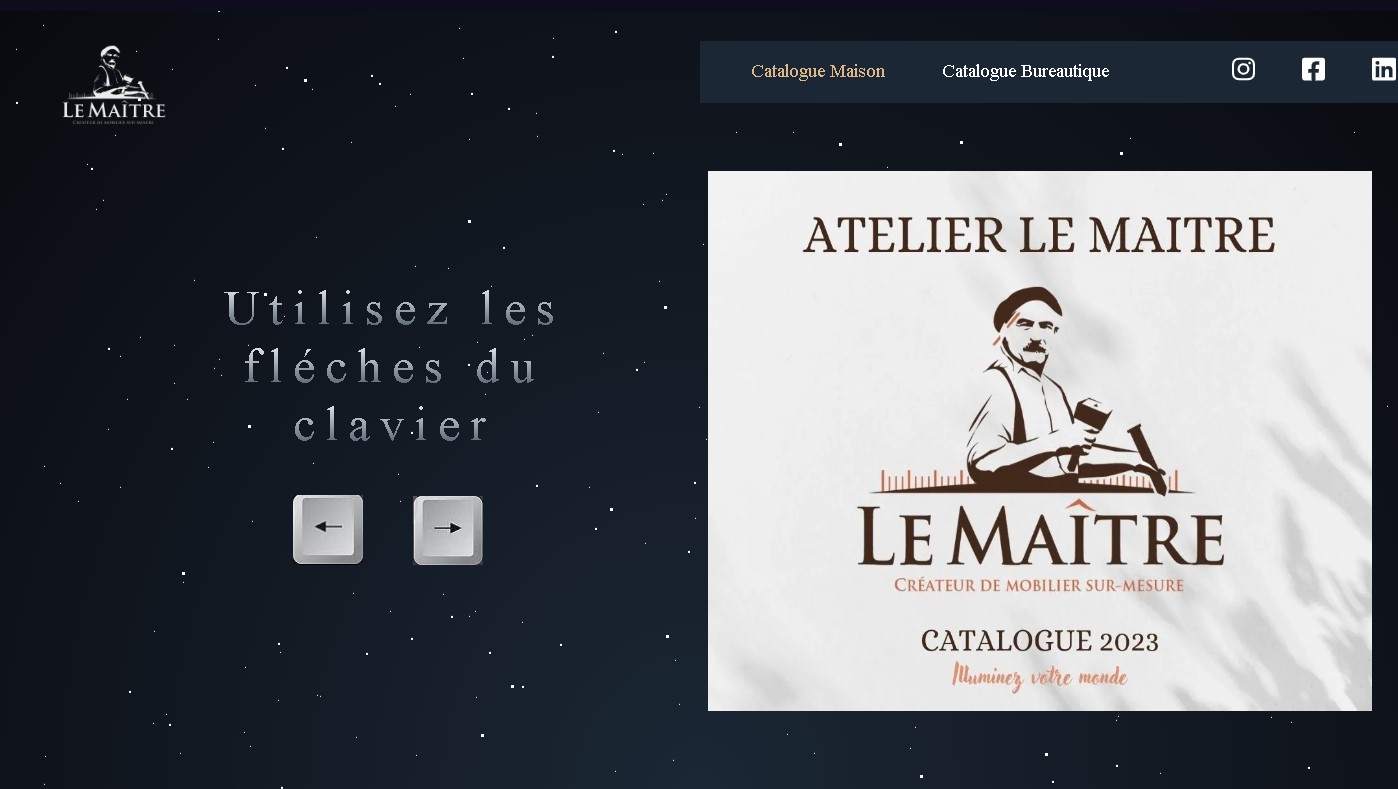 LE MAÎTRE
CRÉATEUR DE MOBILIER SUR-MESURE
Catalogue Maison
Catalogue Bureautique
Utilisez les
fléches du
clavier
ATELIER LE MAITRE
LE MAÎTRE
CRÉATEUR DE MOBILIER SUR-MESURE
CATALOGUE 2023
Illuminez votre monde